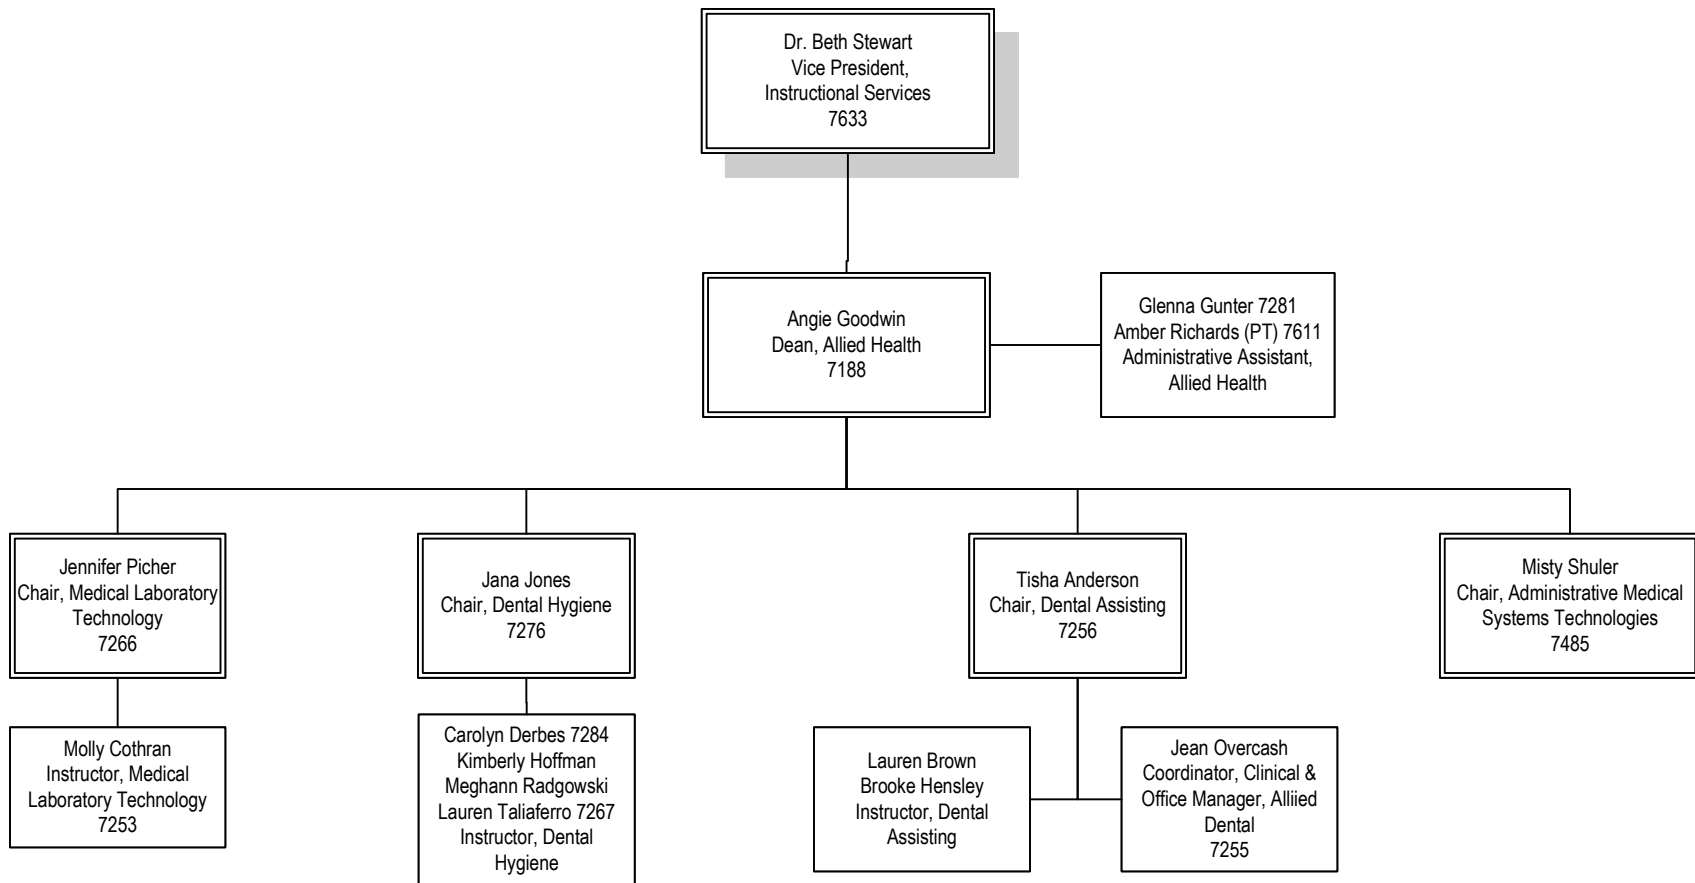 Dr. Beth Stewart
Vice President,
Instructional Services
7633
Angie Goodwin
Dean, Allied Health
7188
Glenna Gunter 7281
Amber Richards (PT) 7611
Administrative Assistant,
Allied Health
Jennifer Picher
Chair, Medical Laboratory
Technology
7266
Jana Jones
Chair, Dental Hygiene
7276
Tisha Anderson
Chair, Dental Assisting
7256
Misty Shuler
Chair, Administrative Medical
Systems Technologies
7485
Molly Cothran
Instructor, Medical
Laboratory Technology
7253
Carolyn Derbes 7284
Kimberly Hoffman
Meghann Radgowski
Lauren Taliaferro 7267
Instructor, Dental
Hygiene
Lauren Brown
Brooke Hensley
Instructor, Dental
Assisting
Jean Overcash
Coordinator, Clinical &
Office Manager, Alliied
Dental
7255